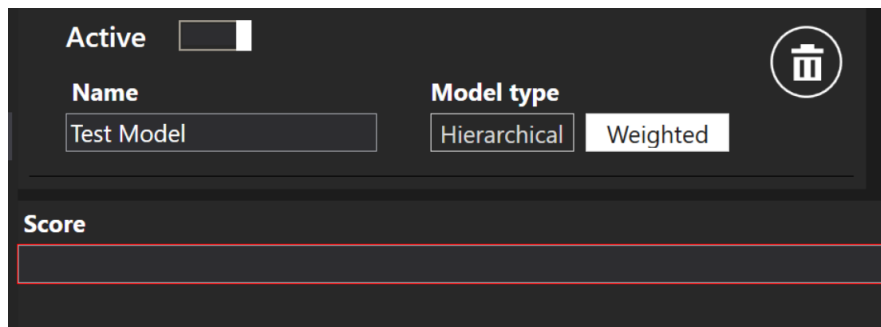 Active
Name
Model type
Test Model
Hierarchical
Weighted
Score